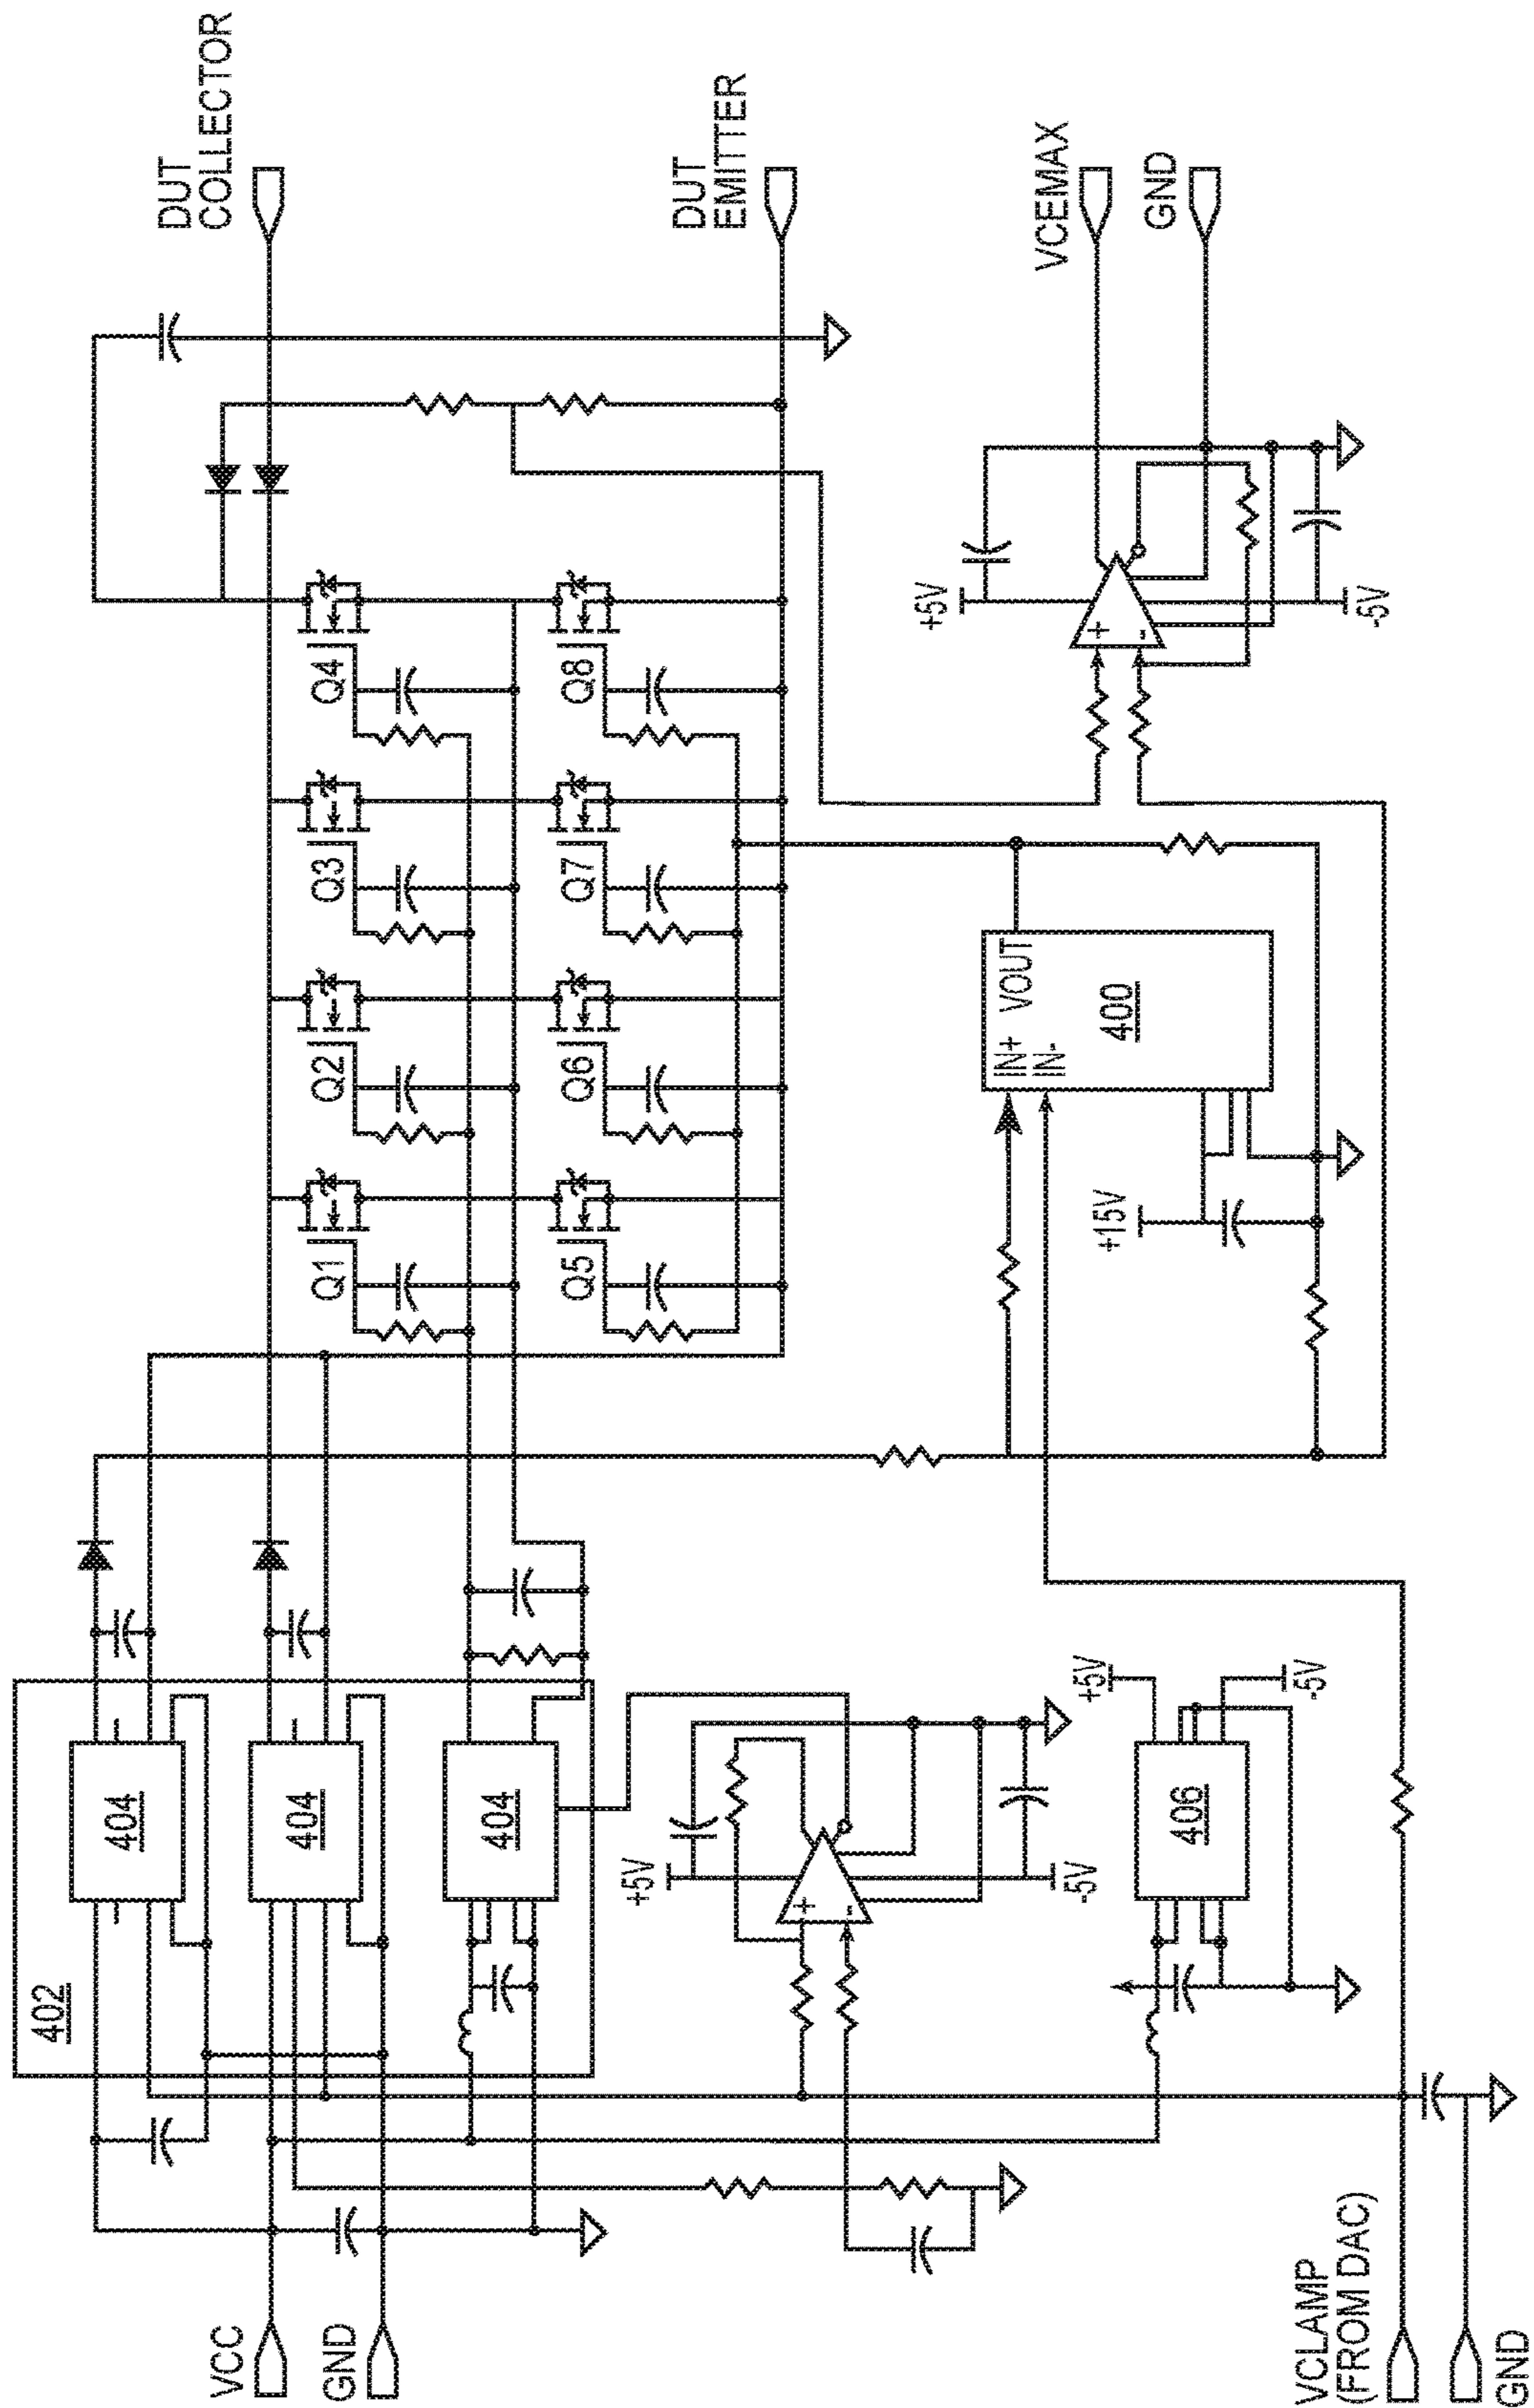 DUT
COLLECTOR
DUT
EMITTER
VCEMAX
GND
Q4
Q8
+5V
-5V
+
-
Q3
Q7
Q2
Q6
IN+ VOUT
IN-
400
+15V
Q1
Q5
402
404
404
404
+5V
-5V
+
-
+5V
-5V
406
VCC
GND
VCLAMP
(FROM DAC)
GND